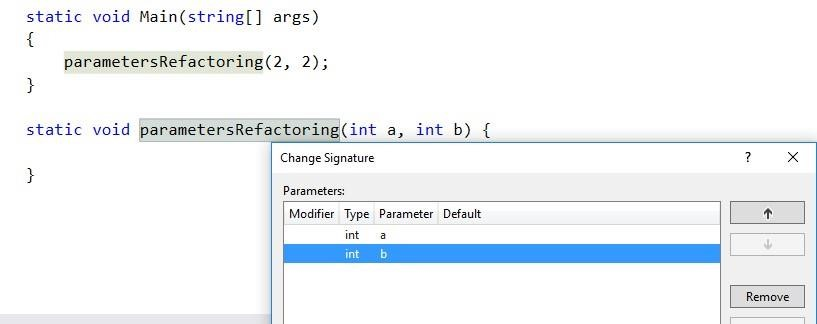 static void Main(string[] args)
{
parametersRefactoring(2, 2);
}
static void parametersRefactoring(int a, int b) {
}
Change Signature ? ×
Parameters:
Modifier Type Parameter Default
int a
int b
Remove